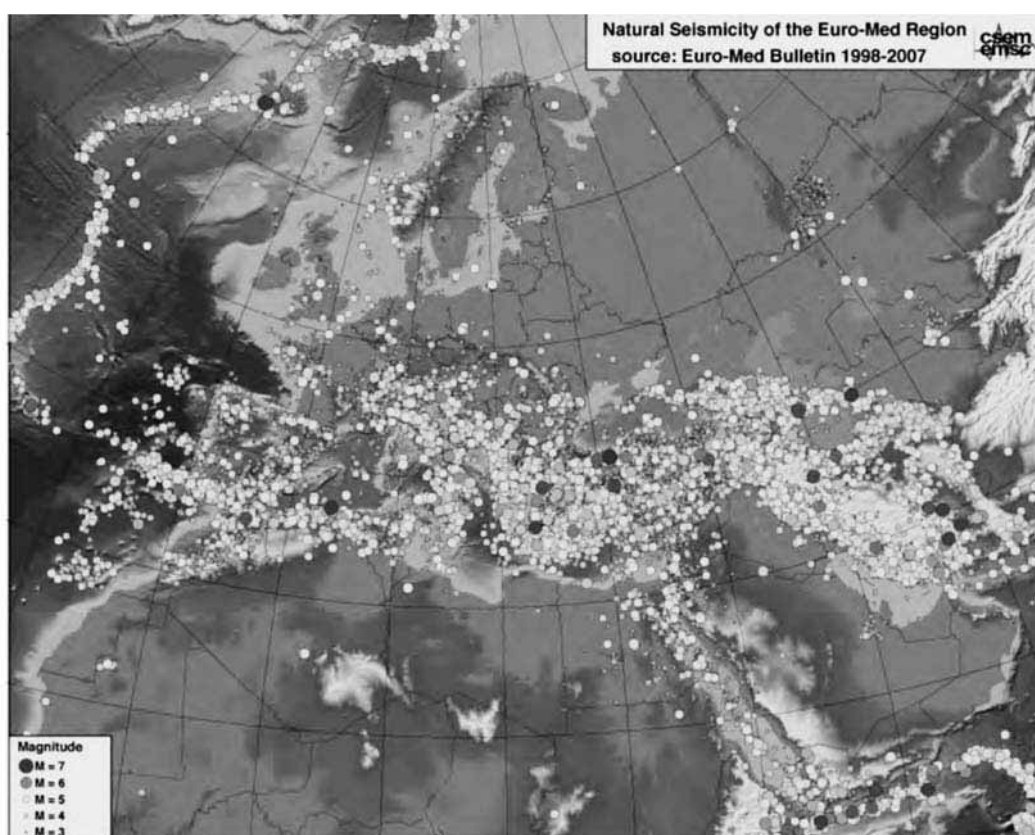 Natural Seismicity of the Euro-Med Region
source: Euro-Med Bulletin 1998-2007
csem
emsc
Magnitude
M = 7
M = 6
M = 5
M = 4
M = 3